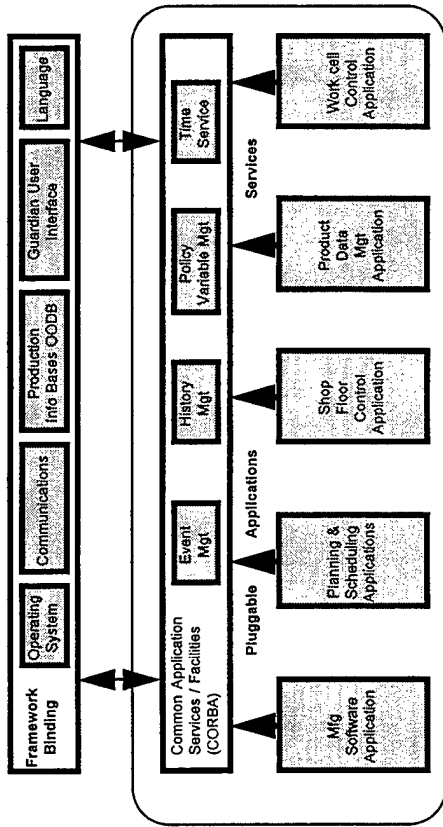 Framework
Binding
Operating
System
Communications
Production
Info Bases OODB
Guardian User
Interface
Language
Common Application
Services / Facilities
(CORBA)
Event
Mgt
History
Mgt
Policy
Variable Mgt
Time
Service
Pluggable Applications Services
Mfg
Software
Application
Planning &
Scheduling
Applications
Shop
Floor
Control
Application
Product
Data
Mgt
Application
Work cell
Control
Application